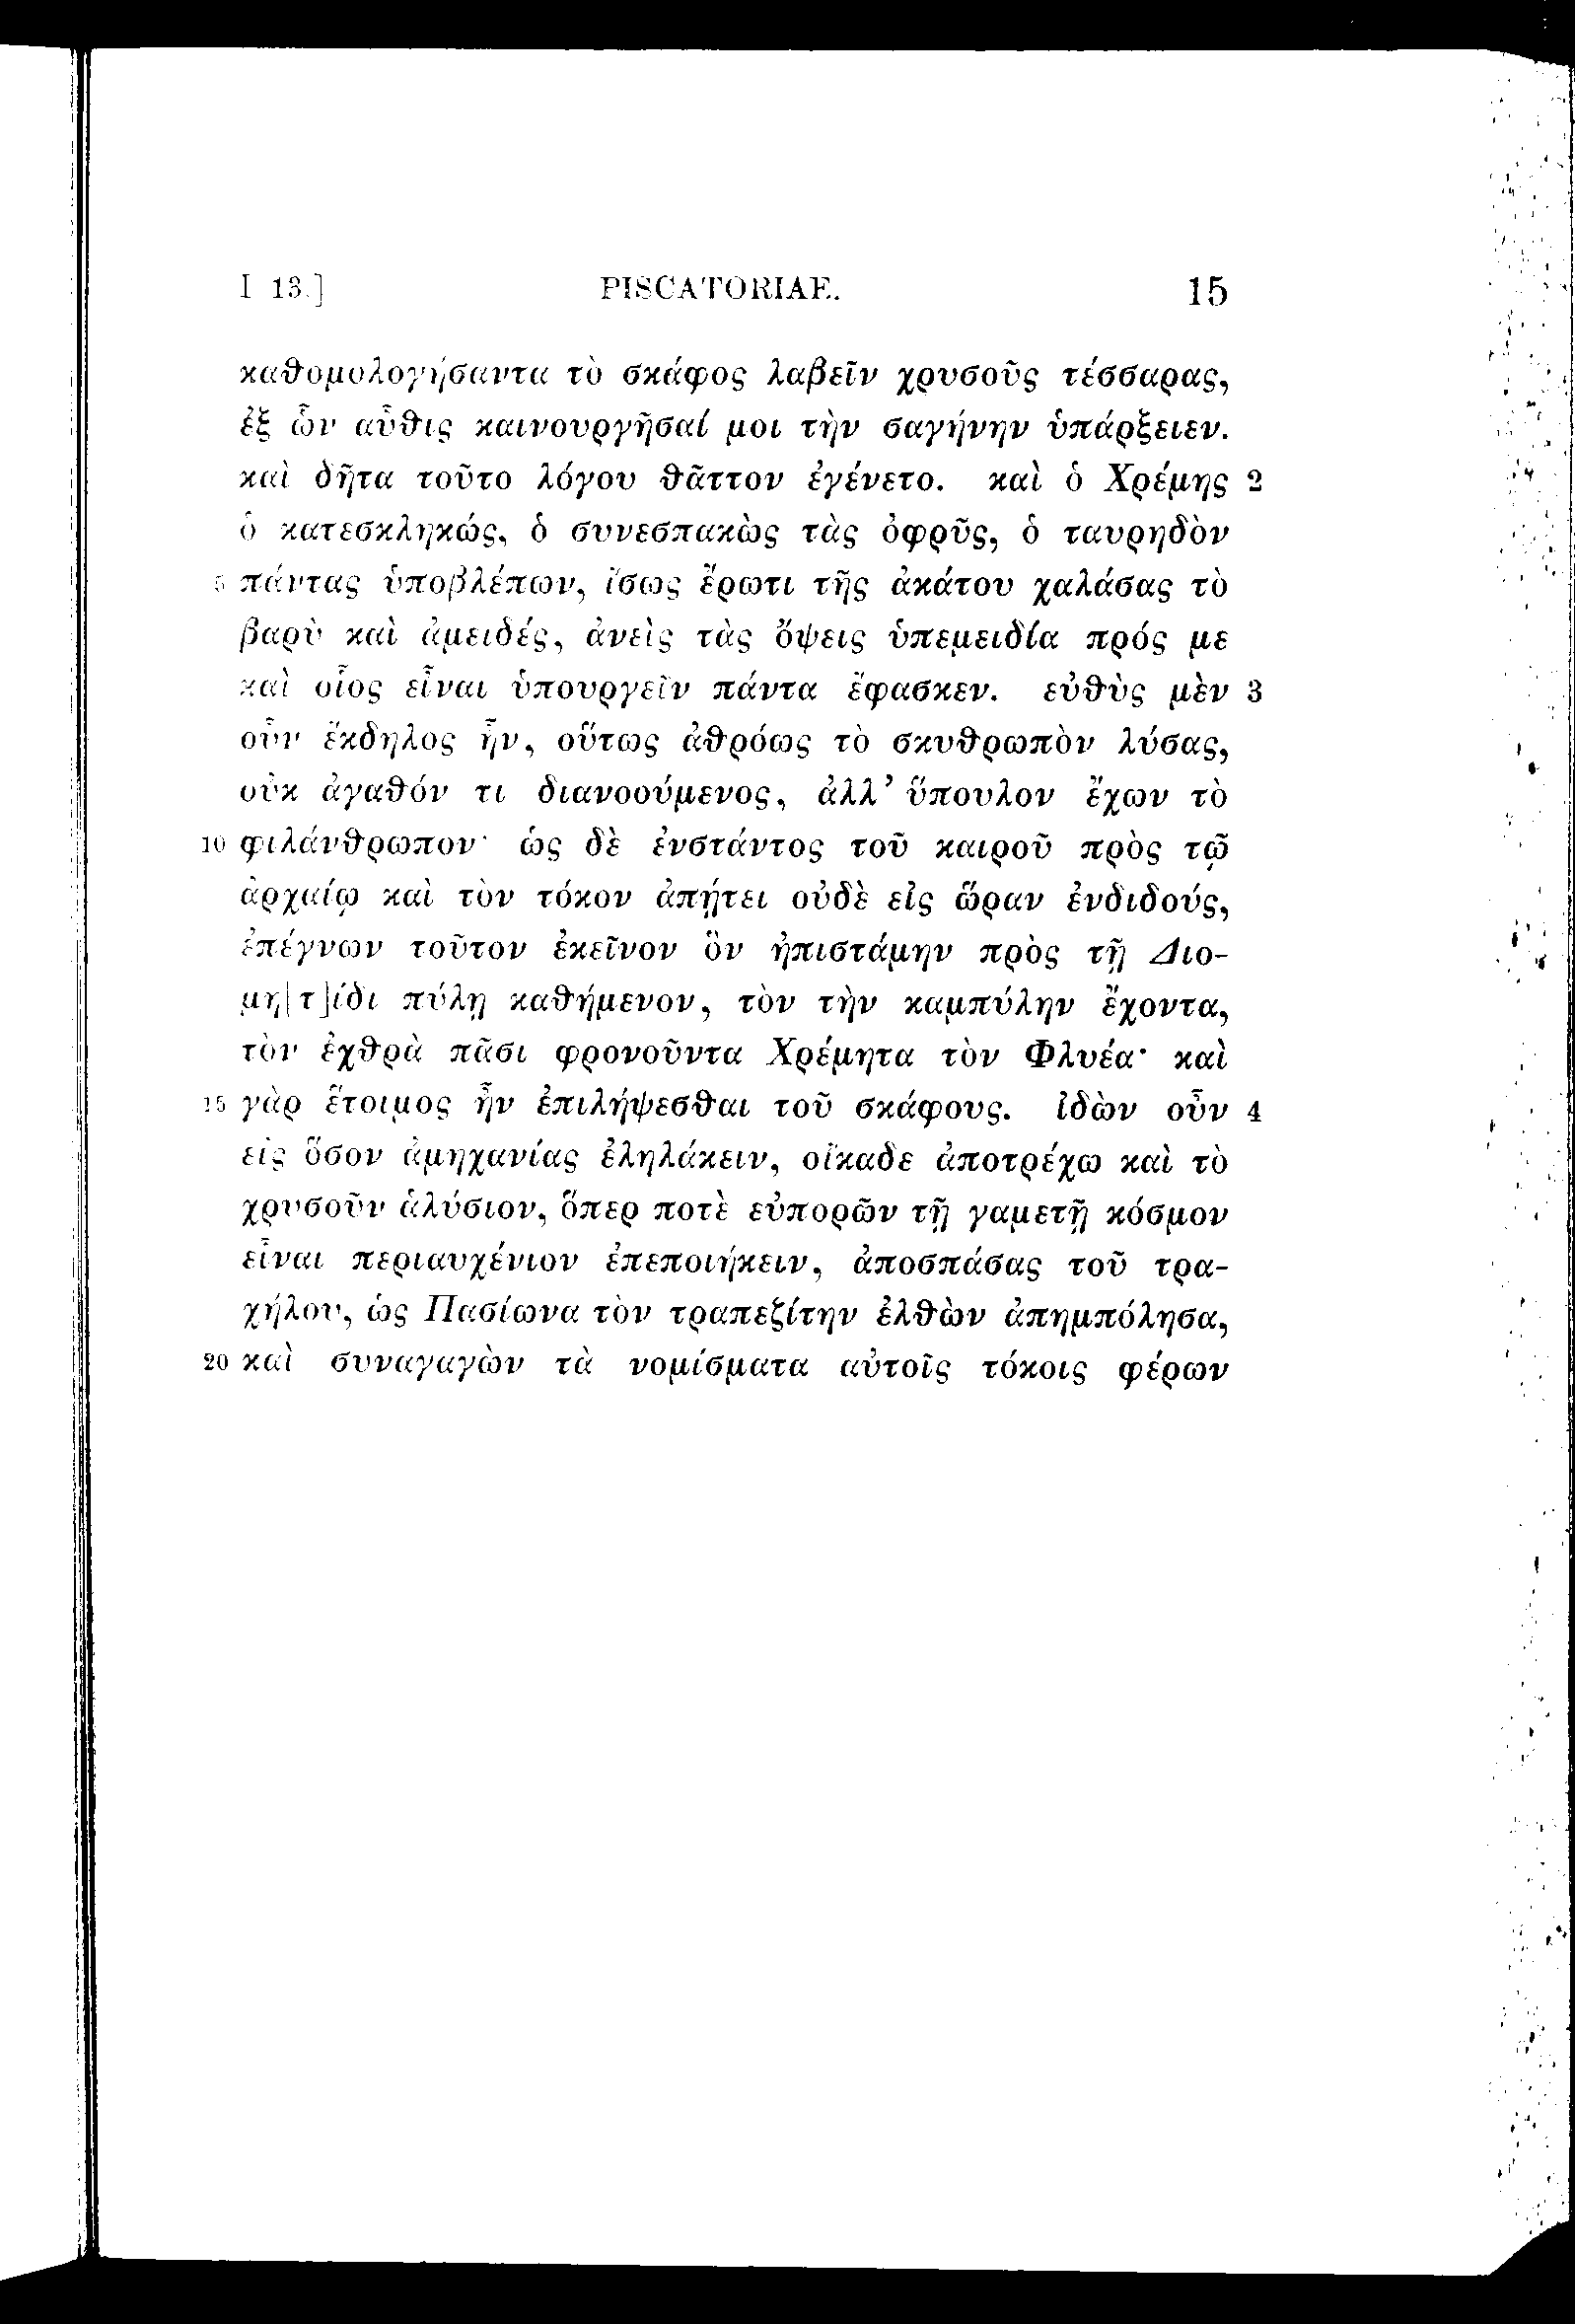 I 13.] PISCATORIAE. 15
καθομολογήσαντα τὸ σκάφος λαβεῖν χρυσοῦς τέσσαρας,
ἐξ ὧν αὖθις καινουργῆσαί μοι τὴν σαγήνην ὑπάρξειεν.
καὶ δῆτα τοῦτο λόγου θᾶττον ἐγένετο. καὶ ὁ Χρέμης 2
ὁ κατεσκληκώς, ὁ συνεσπακὼς τὰς ὀφρῦς, ὁ ταυρηδὸν
5 πάντας ὑποβλέπων, ἴσως ἔρωτι τῆς ἀκάτου χαλάσας τὸ
βαρὺ καὶ ἀμειδές, ἀνεὶς τὰς ὄψεις ὑπεμειδία πρός με
καὶ οἷος εἶναι ὑπουργεῖν πάντα ἔφασκεν. εὐθὺς μὲν 3
οὖν ἔκδηλος ἦν, οὕτως ἀθρόως τὸ σκυθρωπὸν λύσας,
οὐκ ἀγαθόν τι διανοούμενος, ἀλλ’ ὕπουλον ἔχων τὸ
10 φιλάνθρωπον· ὡς δὲ ἐνστάντος τοῦ καιροῦ πρὸς τῷ
ἀρχαίῳ καὶ τὸν τόκον ἀπῄτει οὐδὲ εἰς ὥραν ἐνδιδούς,
ἐπέγνων τοῦτον ἐκεῖνον ὃν ἠπιστάμην πρὸς τῇ Διο-
μη[τ]ίδι πύλῃ καθήμενον, τὸν τὴν καμπύλην ἔχοντα,
τὸν ἐχθρὰ πᾶσι φρονοῦντα Χρέμητα τὸν Φλυέα· καὶ
15 γὰρ ἕτοιμος ἦν ἐπιλήψεσθαι τοῦ σκάφους. ἰδὼν οὖν 4
εἰς ὅσον ἀμηχανίας ἐληλάκειν, οἴκαδε ἀποτρέχω καὶ τὸ
χρυσοῦν ἁλύσιον, ὅπερ ποτὲ εὐπορῶν τῇ γαμετῇ κόσμον
εἶναι περιαυχένιον ἐπεποιήκειν, ἀποσπάσας τοῦ τρα-
χήλου, ὡς Πασίωνα τὸν τραπεζίτην ἐλθὼν ἀπημπόλησα,
20 καὶ συναγαγὼν τὰ νομίσματα αὐτοῖς τόκοις φέρων